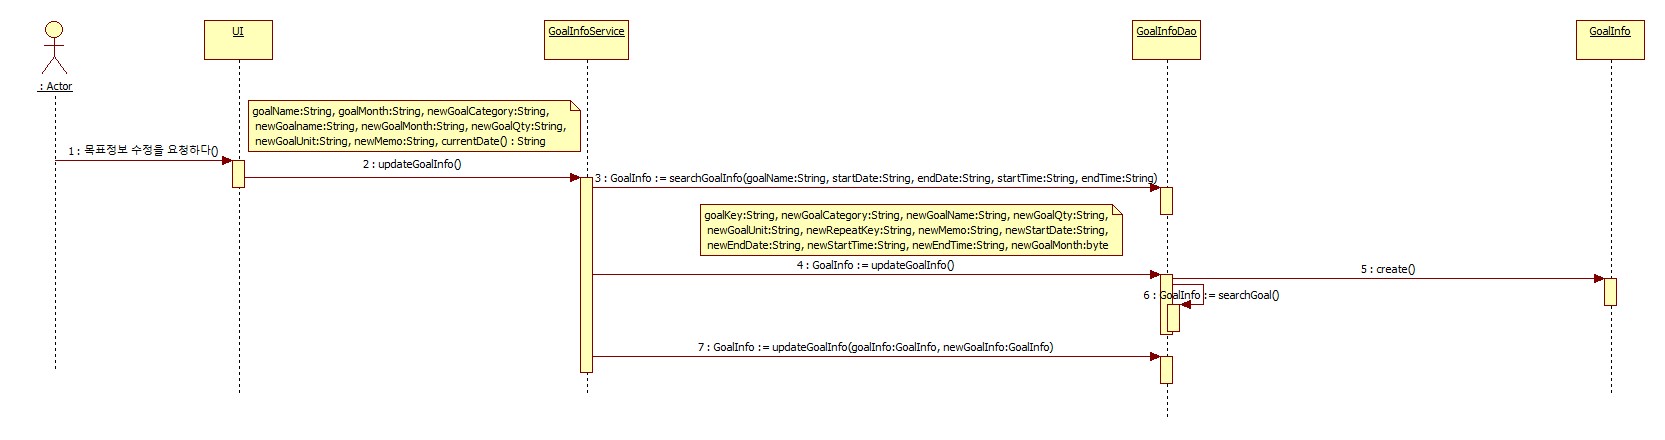 UI
GoalInfoService
GoalInfoDao
GoalInfo
: Actor
goalName:String, goalMonth:String, newGoalCategory:String,
newGoalname:String, newGoalMonth:String, newGoalQty:String,
newGoalUnit:String, newMemo:String, currentDate() : String
1 : 목표정보 수정을 요청하다()
2 : updateGoalInfo()
3 : GoalInfo := searchGoalInfo(goalName:String, startDate:String, endDate:String, startTime:String, endTime:String)
goalKey:String, newGoalCategory:String, newGoalName:String, newGoalQty:String,
newGoalUnit:String, newRepeatKey:String, newMemo:String, newStartDate:String,
newEndDate:String, newStartTime:String, newEndTime:String, newGoalMonth:byte
4 : GoalInfo := updateGoalInfo()
5 : create()
6 : GoalInfo := searchGoal()
7 : GoalInfo := updateGoalInfo(goalInfo:GoalInfo, newGoalInfo:GoalInfo)